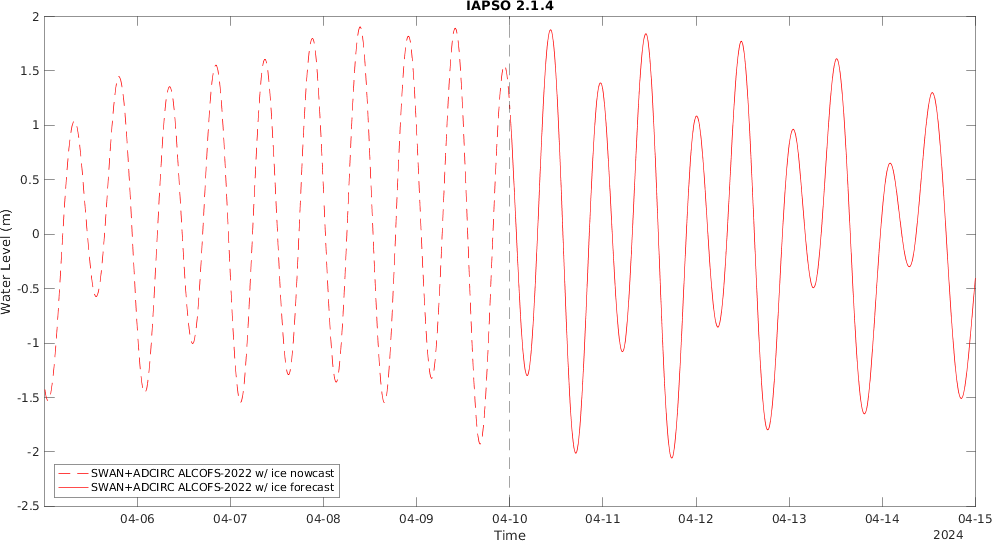 IAPSO 2.1.4
2
1.5
1
0.5
0
-0.5
-1
-1.5
-2
-2.5
Water Level (m)
SWAN+ADCIRC ALCOFS-2022 w/ ice nowcast
SWAN+ADCIRC ALCOFS-2022 w/ ice forecast
04-06 04-07 04-08 04-09 04-10 04-11 04-12 04-13 04-14 04-15
Time
2024